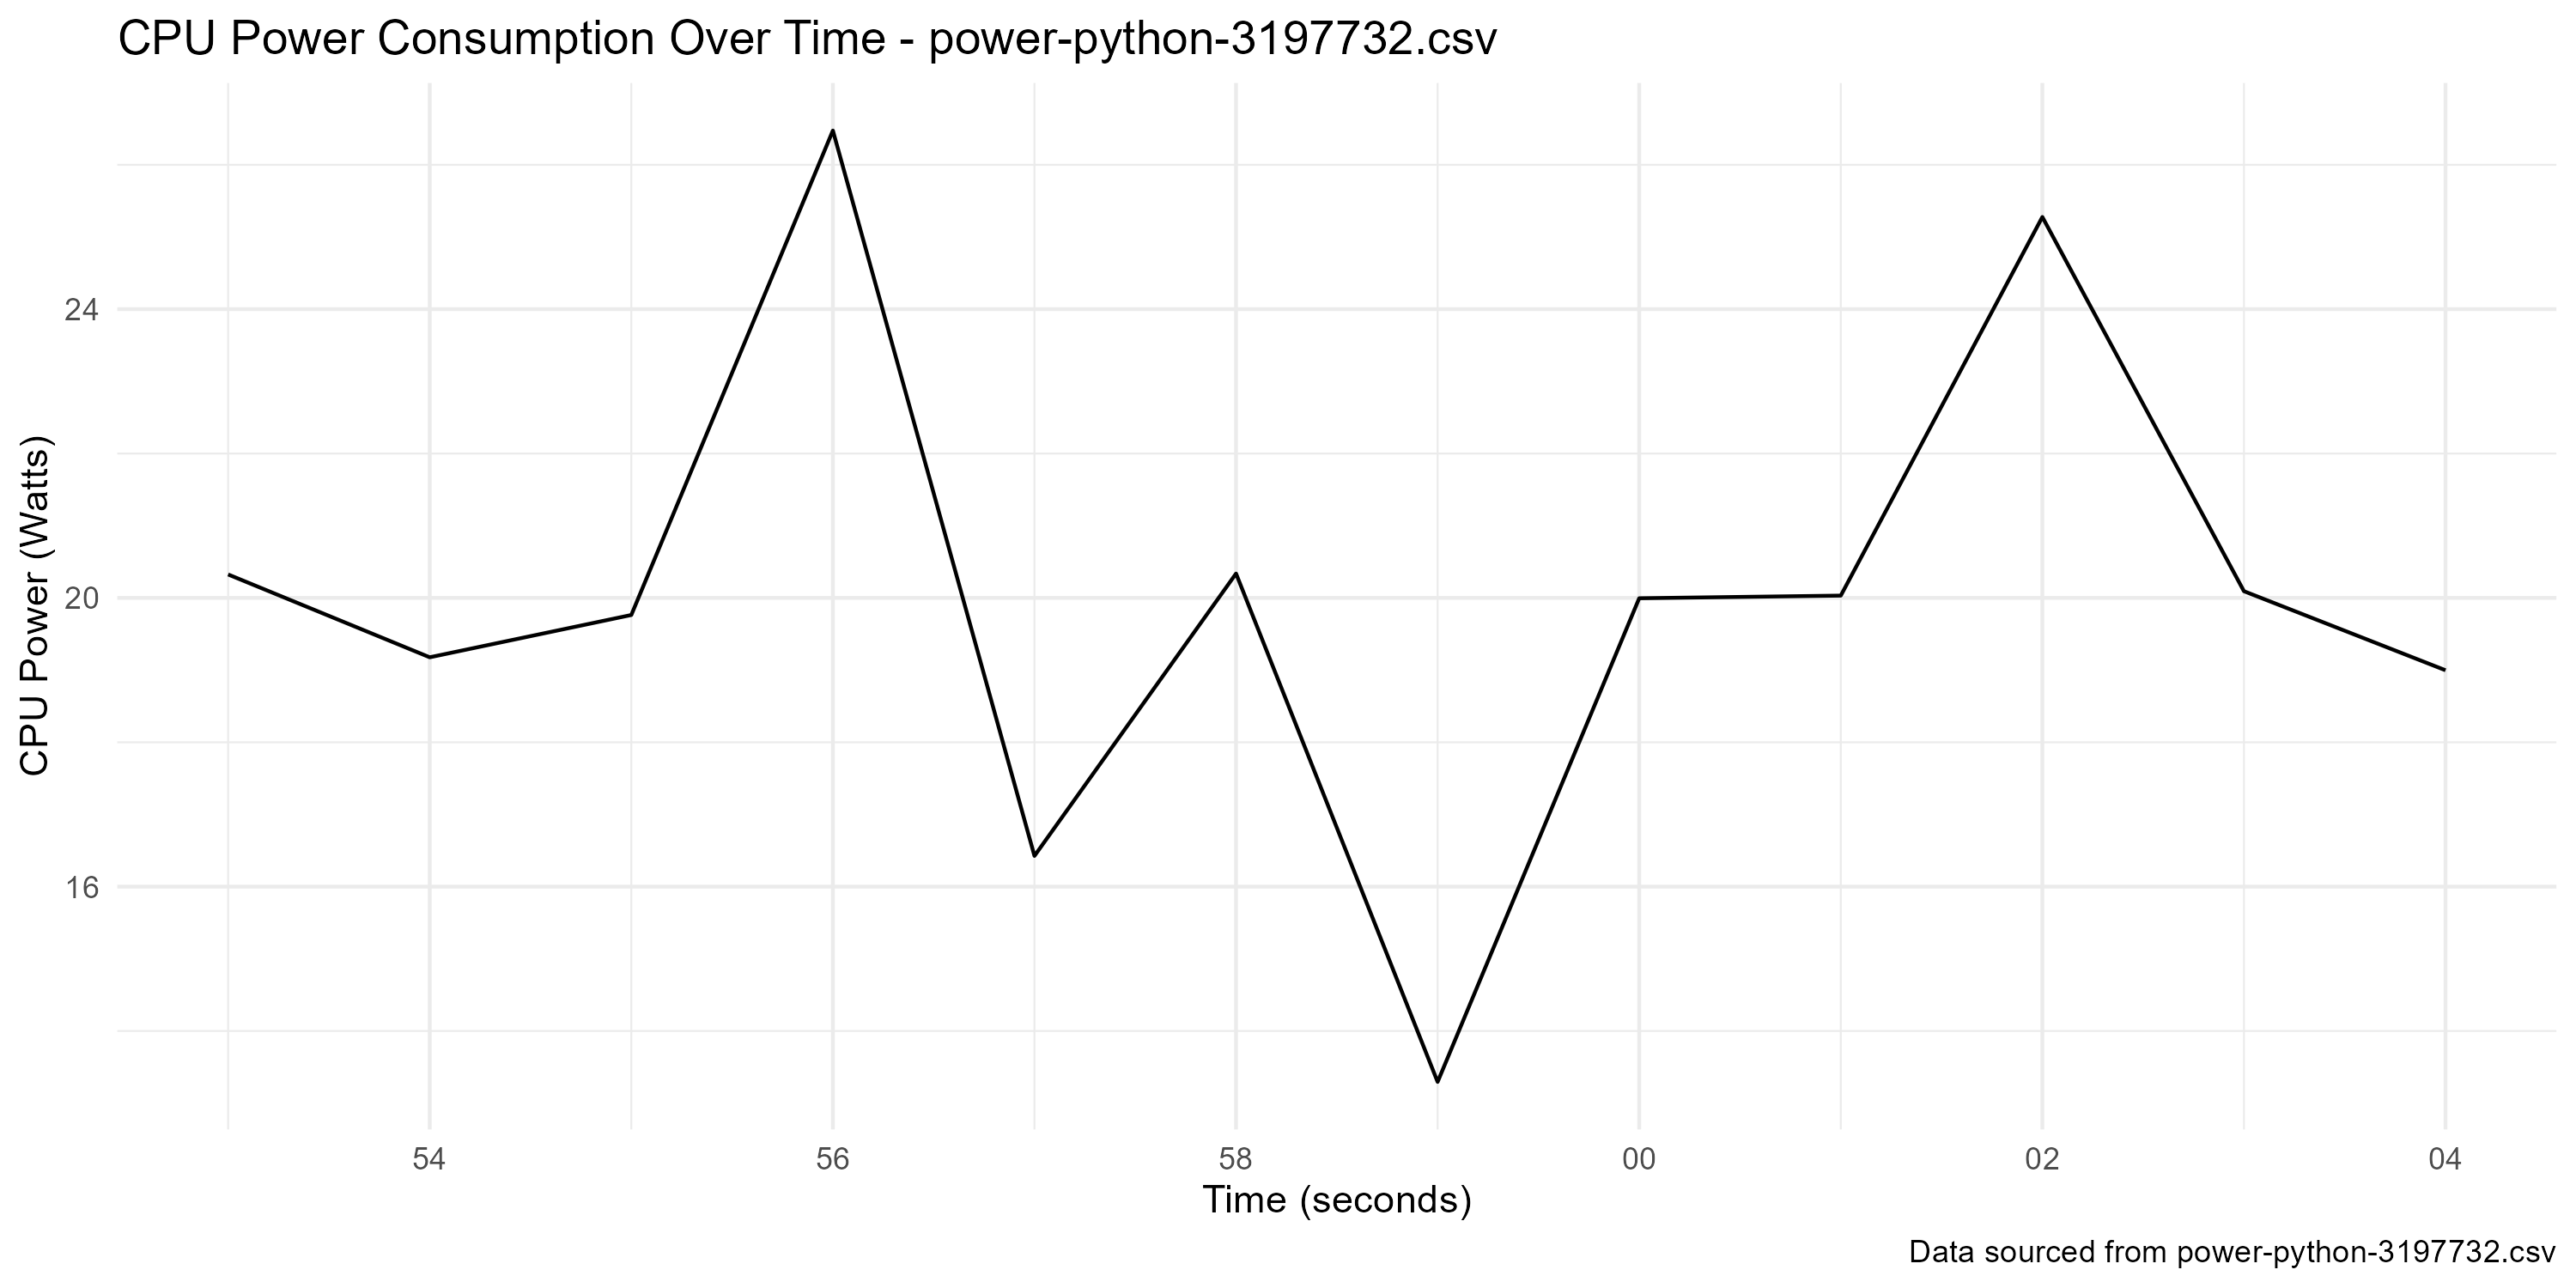 CPU Power Consumption Over Time - power-python-3197732.csv
CPU Power (Watts)
24
20
16
54 56 58 00 02 04
Time (seconds)
Data sourced from power-python-3197732.csv